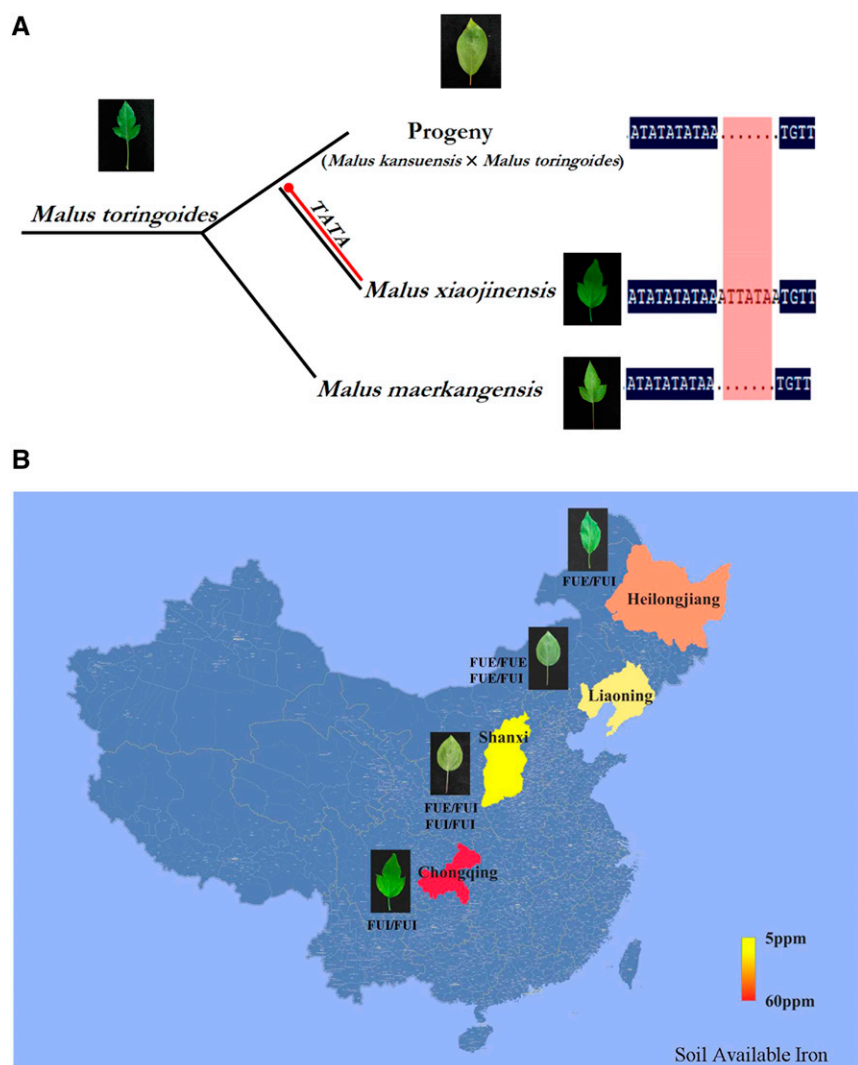 A
Progeny
(Malus kansuensis × Malus toringoides)
ATATATATAA.......TGTT
Malus toringoides
TATA
Malus xiaojinensis
ATATATATAAATTATAATGTT
Malus maerkangensis
ATATATATAA.......TGTT
B
FUE/FUI
Heilongjiang
FUE/FUE
FUE/FUI
Liaoning
Shanxi
FUE/FUI
FUI/FUI
Chongqing
FUI/FUI
5ppm
60ppm
Soil Available Iron